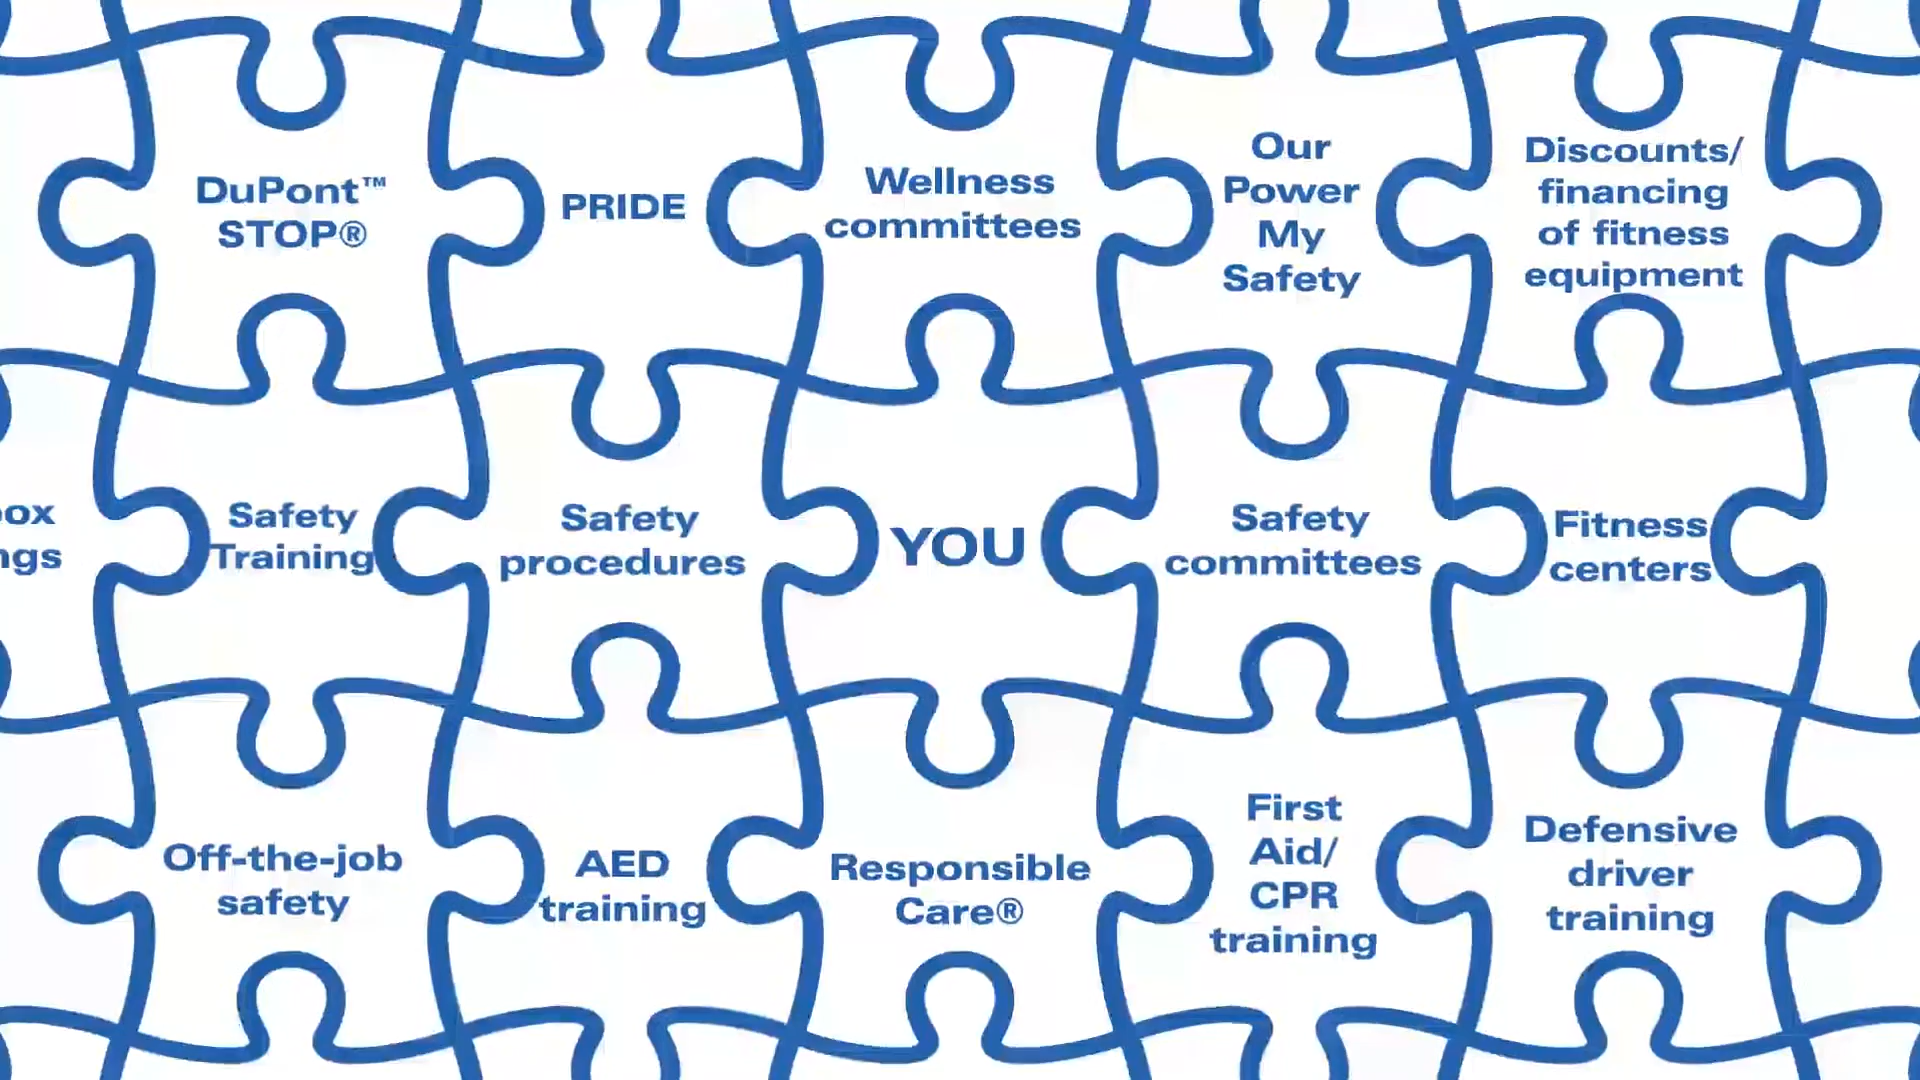 DuPont™
STOP®
PRIDE
Wellness
committees
Our
Power
My
Safety
Discounts/
financing
of fitness
equipment
Safety
Training
Safety
procedures
YOU
Safety
committees
Fitness
centers
Off-the-job
safety
AED
training
Responsible
Care®
First
Aid/
CPR
training
Defensive
driver
training